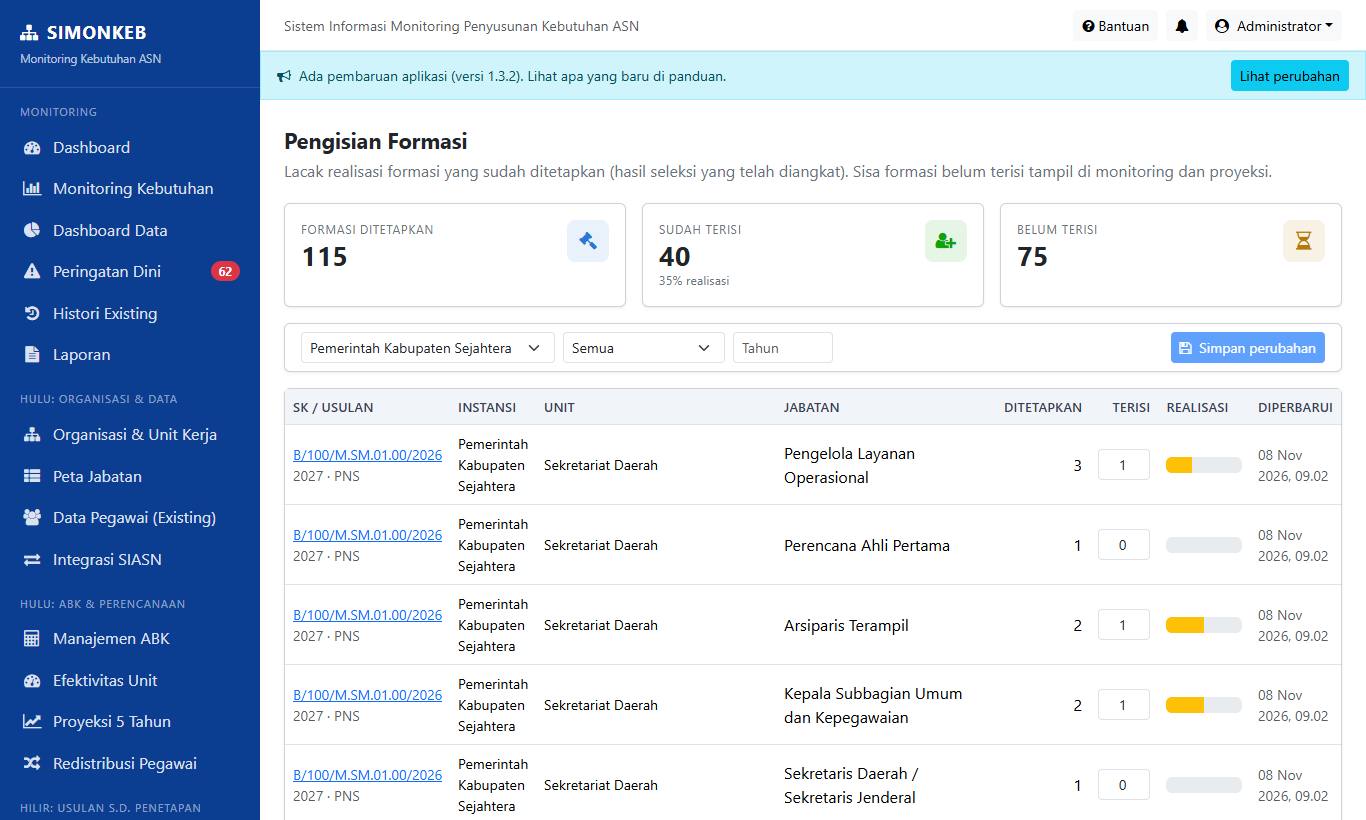 SIMONKEB
Monitoring Kebutuhan ASN
MONITORING
Dashboard
Monitoring Kebutuhan
Dashboard Data
Peringatan Dini 62
Histori Existing
Laporan
HULU: ORGANISASI & DATA
Organisasi & Unit Kerja
Peta Jabatan
Data Pegawai (Existing)
Integrasi SIASN
HULU: ABK & PERENCANAAN
Manajemen ABK
Efektivitas Unit
Proyeksi 5 Tahun
Redistribusi Pegawai
HILIR: USULAN S.D. PENETAPAN
Sistem Informasi Monitoring Penyusunan Kebutuhan ASN
Bantuan
Administrator
Ada pembaruan aplikasi (versi 1.3.2). Lihat apa yang baru di panduan.
Lihat perubahan
Pengisian Formasi
Lacak realisasi formasi yang sudah ditetapkan (hasil seleksi yang telah diangkat). Sisa formasi belum terisi tampil di monitoring dan proyeksi.
FORMASI DITETAPKAN
115
SUDAH TERISI
40
35% realisasi
BELUM TERISI
75
Pemerintah Kabupaten Sejahtera
Semua
Tahun
Simpan perubahan
SK / USULAN INSTANSI UNIT JABATAN DITETAPKAN TERISI REALISASI DIPERBARUI
B/100/M.SM.01.00/2026
2027 · PNS
Pemerintah
Kabupaten
Sejahtera
Sekretariat Daerah
Pengelola Layanan
Operasional
3
1
08 Nov
2026, 09.02
B/100/M.SM.01.00/2026
2027 · PNS
Pemerintah
Kabupaten
Sejahtera
Sekretariat Daerah
Perencana Ahli Pertama
1
0
08 Nov
2026, 09.02
B/100/M.SM.01.00/2026
2027 · PNS
Pemerintah
Kabupaten
Sejahtera
Sekretariat Daerah
Arsiparis Terampil
2
1
08 Nov
2026, 09.02
B/100/M.SM.01.00/2026
2027 · PNS
Pemerintah
Kabupaten
Sejahtera
Sekretariat Daerah
Kepala Subbagian Umum
dan Kepegawaian
2
1
08 Nov
2026, 09.02
B/100/M.SM.01.00/2026
2027 · PNS
Pemerintah
Kabupaten
Sejahtera
Sekretariat Daerah
Sekretaris Daerah /
Sekretaris Jenderal
1
0
08 Nov
2026, 09.02